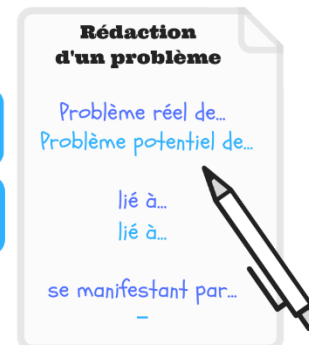 Rédaction
d'un problème
Problème réel de...
Problème potentiel de...
lié à...
lié à...
se manifestant par...
–